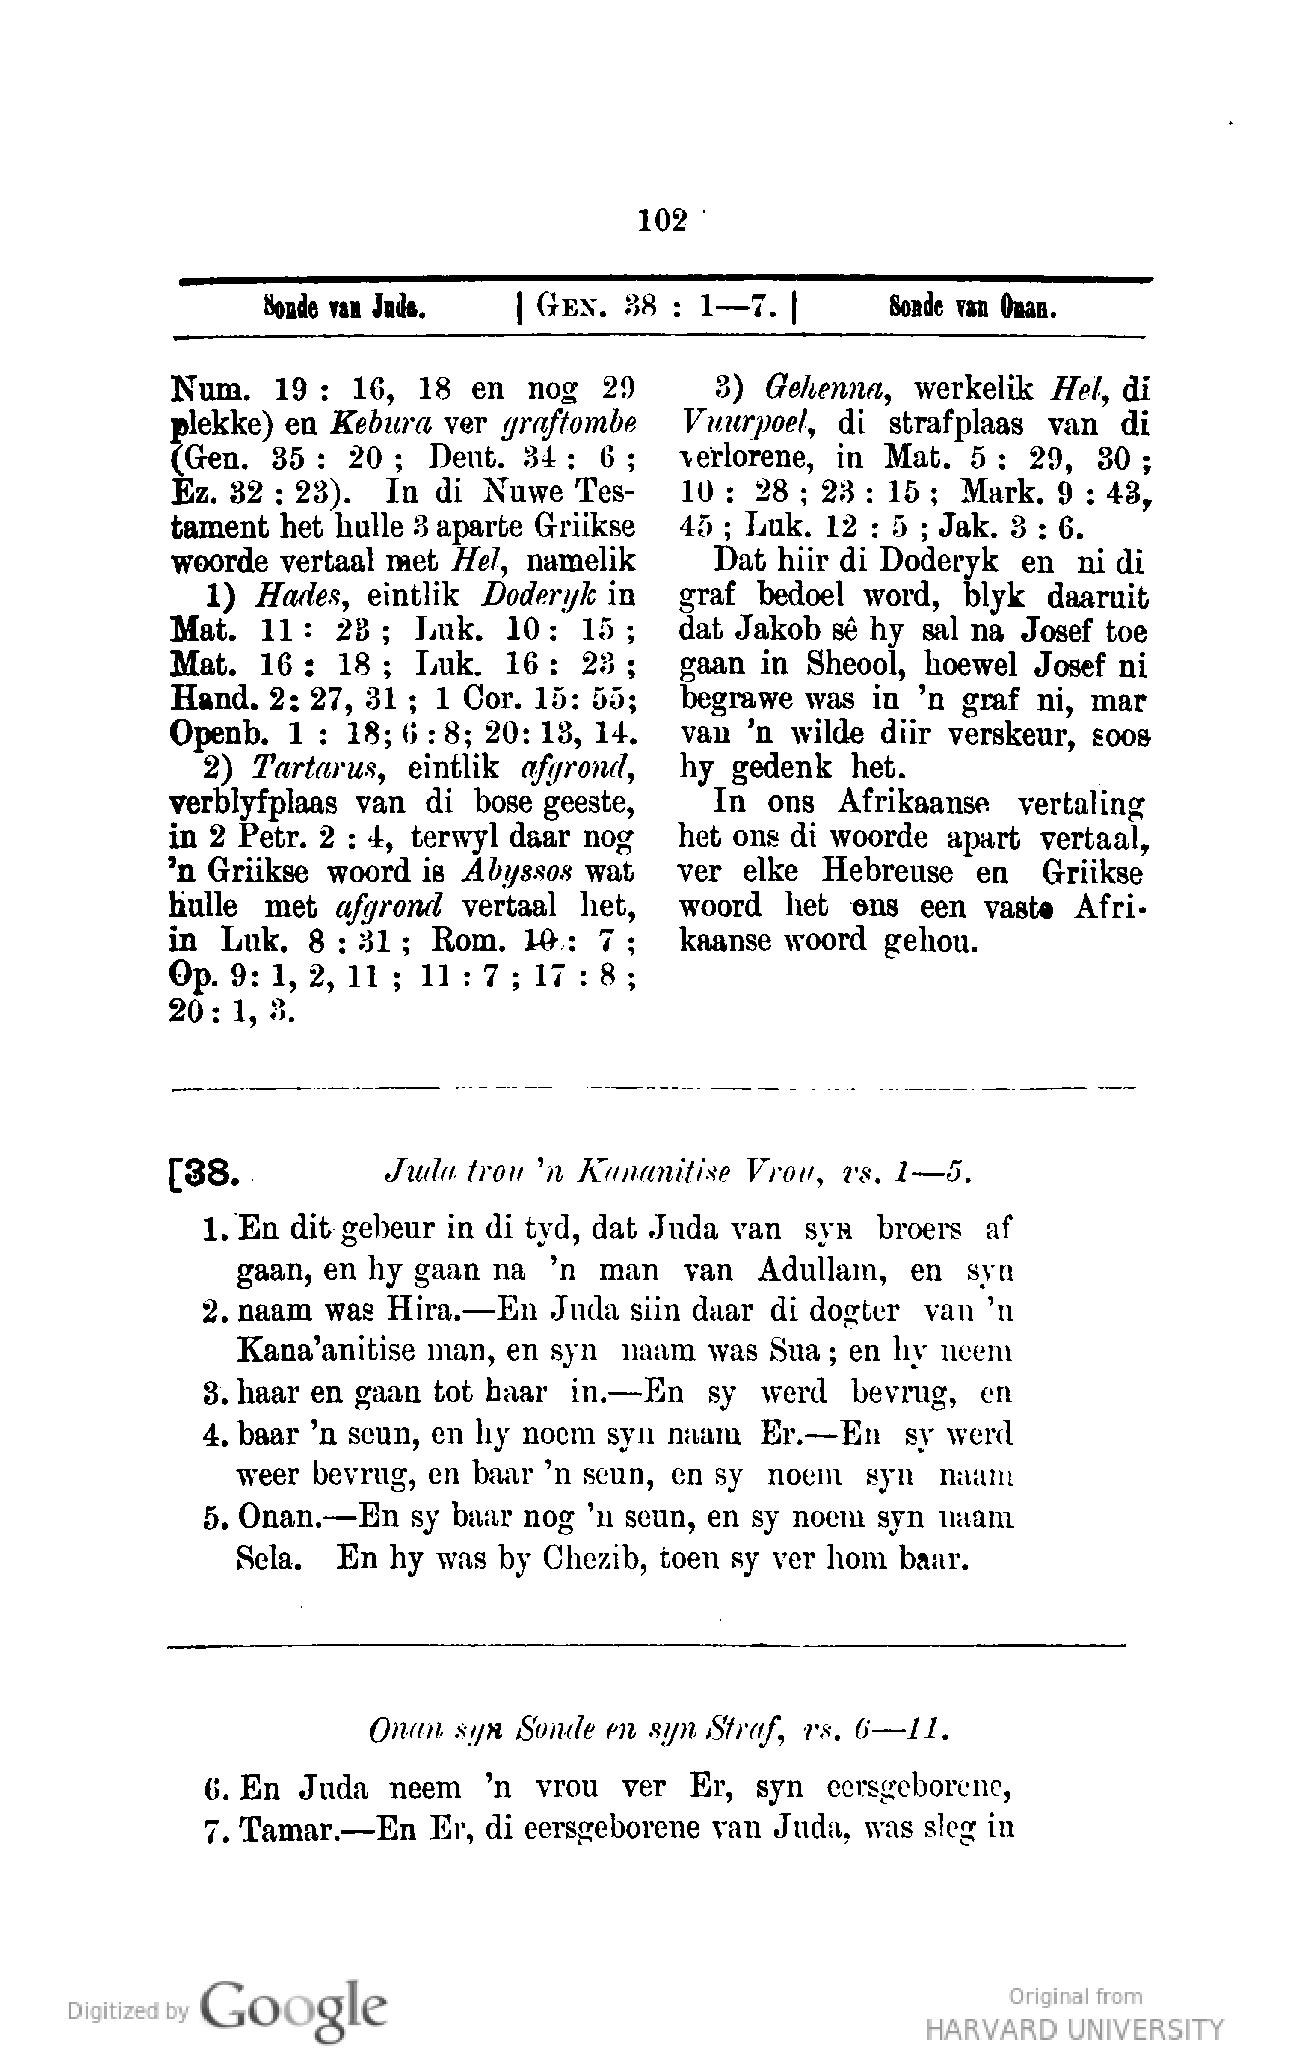 102
Sonde van Juda. | GEN. 38 : 1—7. | Sonde van Onan.
Num. 19 : 16, 18 en nog 29
plekke) en Kebura ver graftombe
(Gen. 35 : 20 ; Deut. 34 : 6 ;
Ez. 32 : 23). In di Nuwe Tes-
tament het hulle 3 aparte Griikse
woorde vertaal met Hel, namelik
1) Hades, eintlik Doderyk in
Mat. 11 : 23 ; Luk. 10 : 15 ;
Mat. 16 : 18 ; Luk. 16 : 23 ;
Hand. 2 : 27, 31 ; 1 Cor. 15: 55;
Openb. 1 : 18; 6 : 8; 20: 13, 14.
2) Tartarus, eintlik afgrond,
verblyfplaas van di bose geeste,
in 2 Petr. 2 : 4, terwyl daar nog
'n Griikse woord is Abyssos wat
hulle met afgrond vertaal het,
in Luk. 8 : 31 ; Rom. 10 : 7 ;
Op. 9: 1, 2, 11 ; 11 : 7 ; 17 : 8 ;
20 : 1, 3.
3) Gehenna, werkelik Hel, di
Vuurpoel, di strafplaas van di
verlorene, in Mat. 5 : 29, 30 ;
10 : 28 ; 23 : 15 ; Mark. 9 : 43,
45 ; Luk. 12 : 5 ; Jak. 3 : 6.
Dat hiir di Doderyk en ni di
graf bedoel word, blyk daaruit
dat Jakob sê hy sal na Josef toe
gaan in Sheool, hoewel Josef ni
begrawe was in 'n graf ni, mar
van 'n wilde diir verskeur, soos
hy gedenk het.
In ons Afrikaanse vertaling
het ons di woorde apart vertaal,
ver elke Hebreuse en Griikse
woord het ons een vaste Afri-
kaanse woord gehou.
[38. Juda trou 'n Kananitise Vrou, vs. 1—5.
1. En dit gebeur in di tyd, dat Juda van syn broers af
gaan, en hy gaan na 'n man van Adullam, en syn
2. naam was Hira.—En Juda siin daar di dogter van 'n
Kana'anitise man, en syn naam was Sua ; en hy neem
3. haar en gaan tot haar in.—En sy werd bevrug, en
4. baar 'n seun, en hy noem syn naam Er.—En sy werd
weer bevrug, en baar 'n seun, en sy noem syn naam
5. Onan.—En sy baar nog 'n seun, en sy noem syn naam
Sela. En hy was by Chezib, toen sy ver hom baar.
Onan syn Sonde en syn Straf, vs. 6—11.
6. En Juda neem 'n vrou ver Er, syn eersgeborene,
7. Tamar.—En Er, di eersgeborene van Juda, was sleg in
Digitized by Google
Original from
HARVARD UNIVERSITY